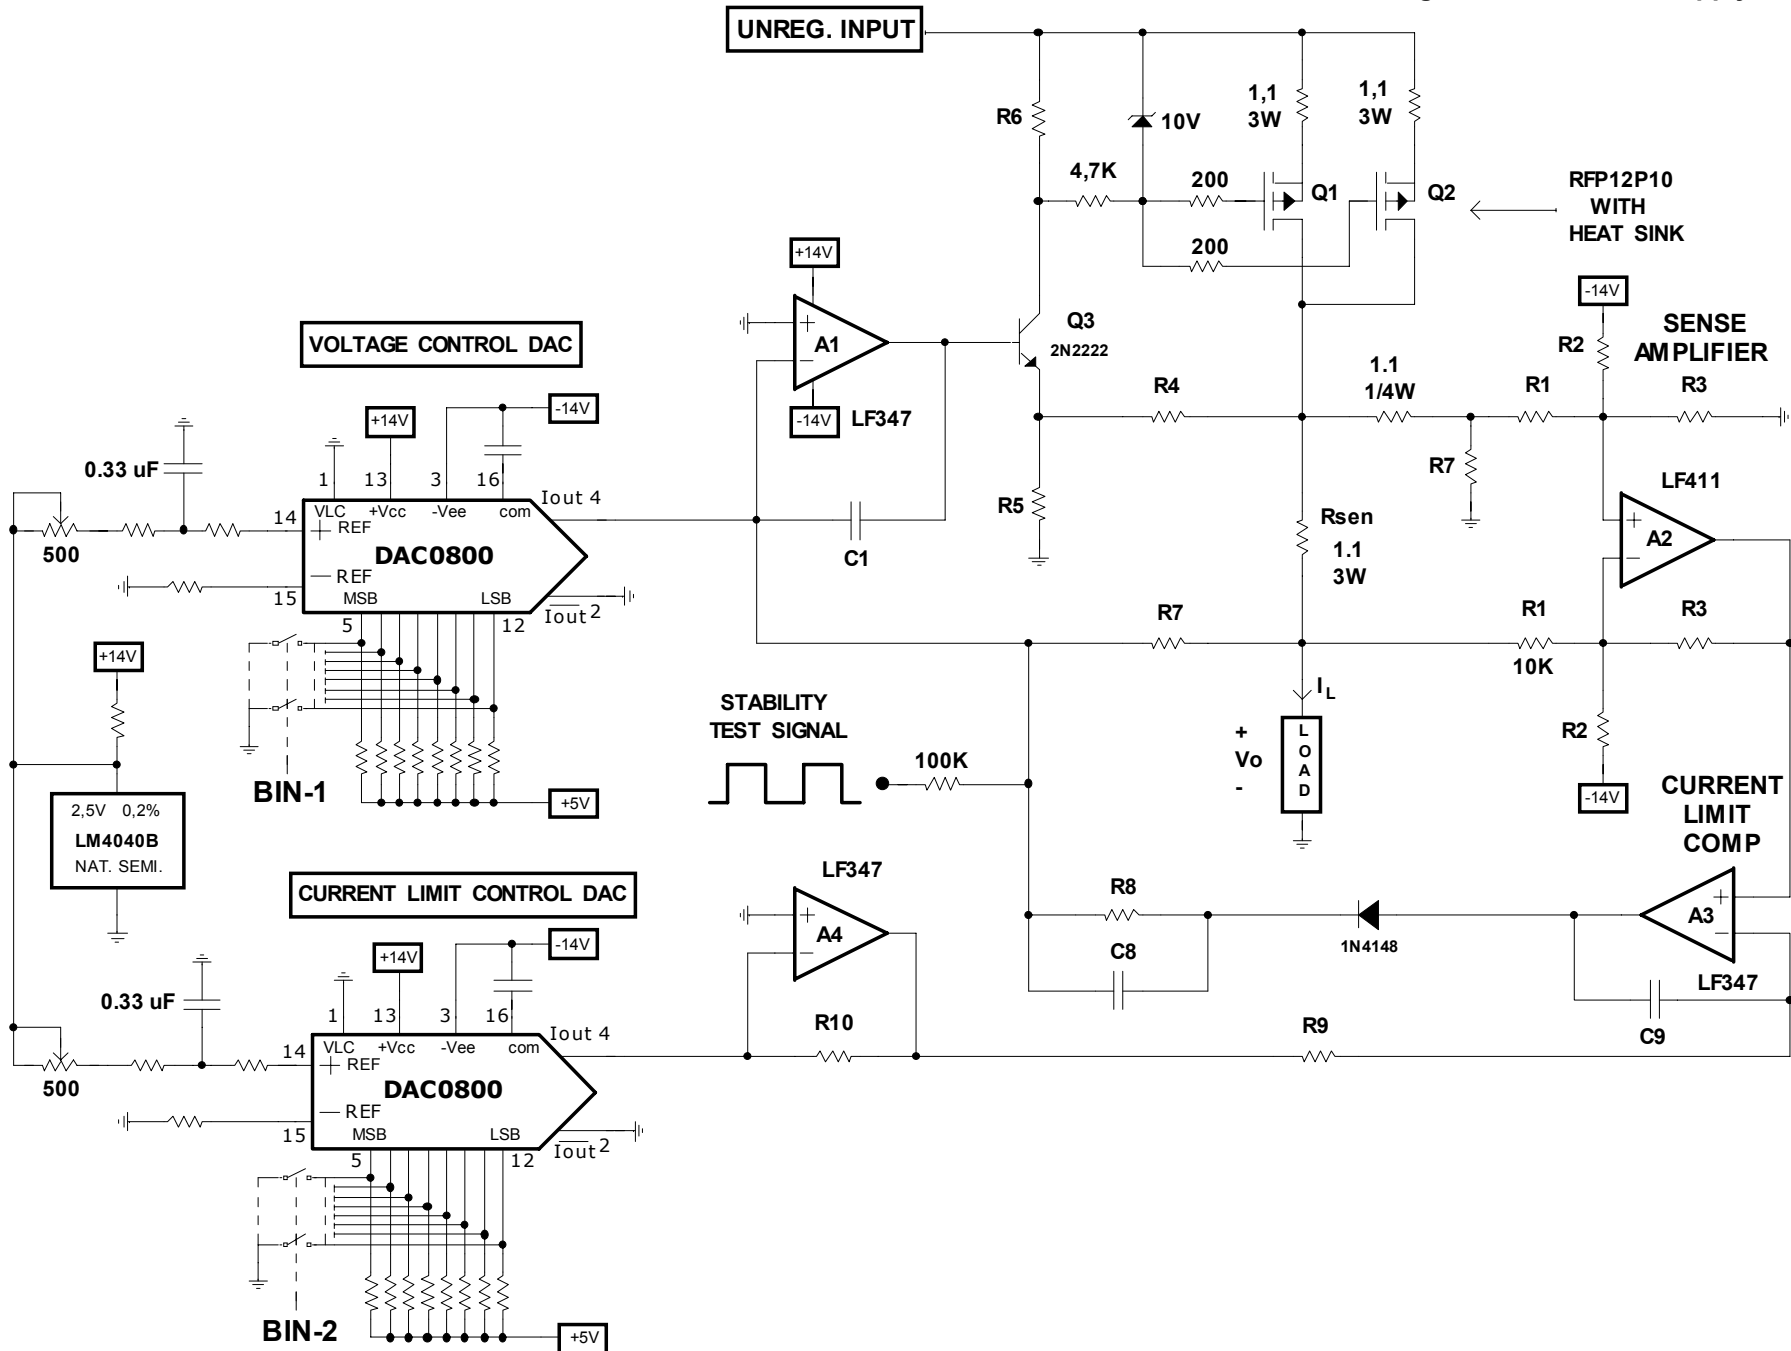 UNREG. INPUT
R6
10V
1,1
3W
1,1
3W
4,7K
200
Q1
Q2
200
RFP12P10
WITH
HEAT SINK
+14V
+
A1
-14V
LF347
Q3
2N2222
VOLTAGE CONTROL DAC
-14V
SENSE
AMPLIFIER
R2
1.1
1/4W
R4
R1
R3
R7
LF411
+14V
-14V
0.33 uF
1
13
3
16
Iout 4
VLC
+Vcc
-Vee
com
14
REF
500
DAC0800
REF
15
MSB
LSB
5
12
Iout 2
C1
R5
Rsen
1.1
3W
+
A2
R7
R1
10K
R3
+14V
BIN-1
+5V
2,5V 0,2%
LM4040B
NAT. SEMI.
STABILITY
TEST SIGNAL
100K
IL
+
Vo
-
LOAD
R2
-14V
CURRENT
LIMIT
COMP
CURRENT LIMIT CONTROL DAC
LF347
+
A4
R8
C8
1N4148
+
A3
LF347
C9
R10
R9
+14V
-14V
0.33 uF
1
13
3
16
Iout 4
VLC
+Vcc
-Vee
com
14
REF
500
DAC0800
REF
15
MSB
LSB
5
12
Iout 2
BIN-2
+5V